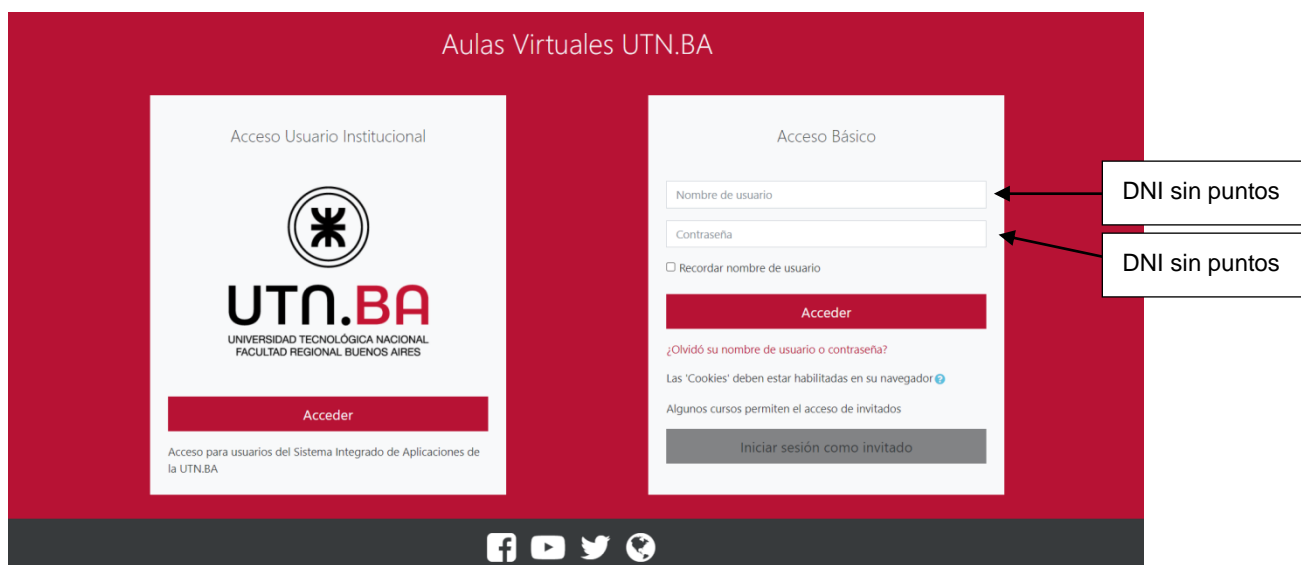 Aulas Virtuales UTN.BA
Acceso Usuario Institucional
UTN.BA
UNIVERSIDAD TECNOLÓGICA NACIONAL
FACULTAD REGIONAL BUENOS AIRES
Acceder
Acceso para usuarios del Sistema Integrado de Aplicaciones de
la UTN.BA
Acceso Básico
Nombre de usuario
Contraseña
Recordar nombre de usuario
Acceder
¿Olvidó su nombre de usuario o contraseña?
Las 'Cookies' deben estar habilitadas en su navegador
Algunos cursos permiten el acceso de invitados
Iniciar sesión como invitado
DNI sin puntos
DNI sin puntos